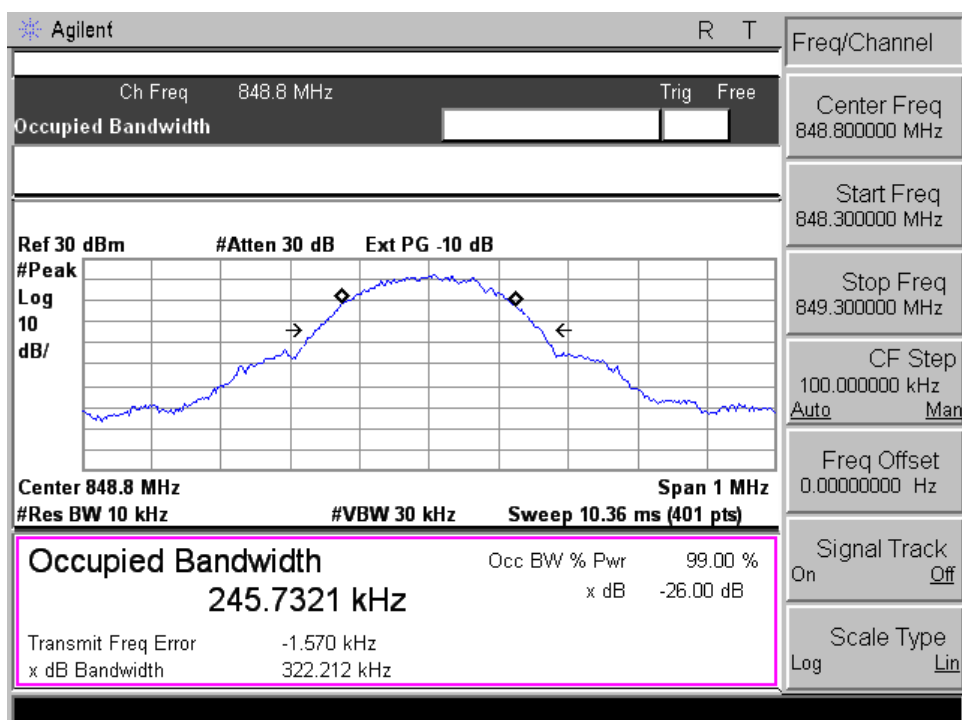 Agilent R T
Freq/Channel
Ch Freq 848.8 MHz Trig Free
Occupied Bandwidth
Center Freq
848.800000 MHz
Start Freq
848.300000 MHz
Stop Freq
849.300000 MHz
CF Step
100.000000 kHz
Auto Man
Freq Offset
0.00000000 Hz
Signal Track
On Off
Scale Type
Log Lin
Ref 30 dBm #Atten 30 dB Ext PG -10 dB
#Peak
Log
10
dB/
Center 848.8 MHz Span 1 MHz
#Res BW 10 kHz #VBW 30 kHz Sweep 10.36 ms (401 pts)
Occupied Bandwidth Occ BW % Pwr 99.00 %
245.7321 kHz x dB -26.00 dB
Transmit Freq Error -1.570 kHz
x dB Bandwidth 322.212 kHz